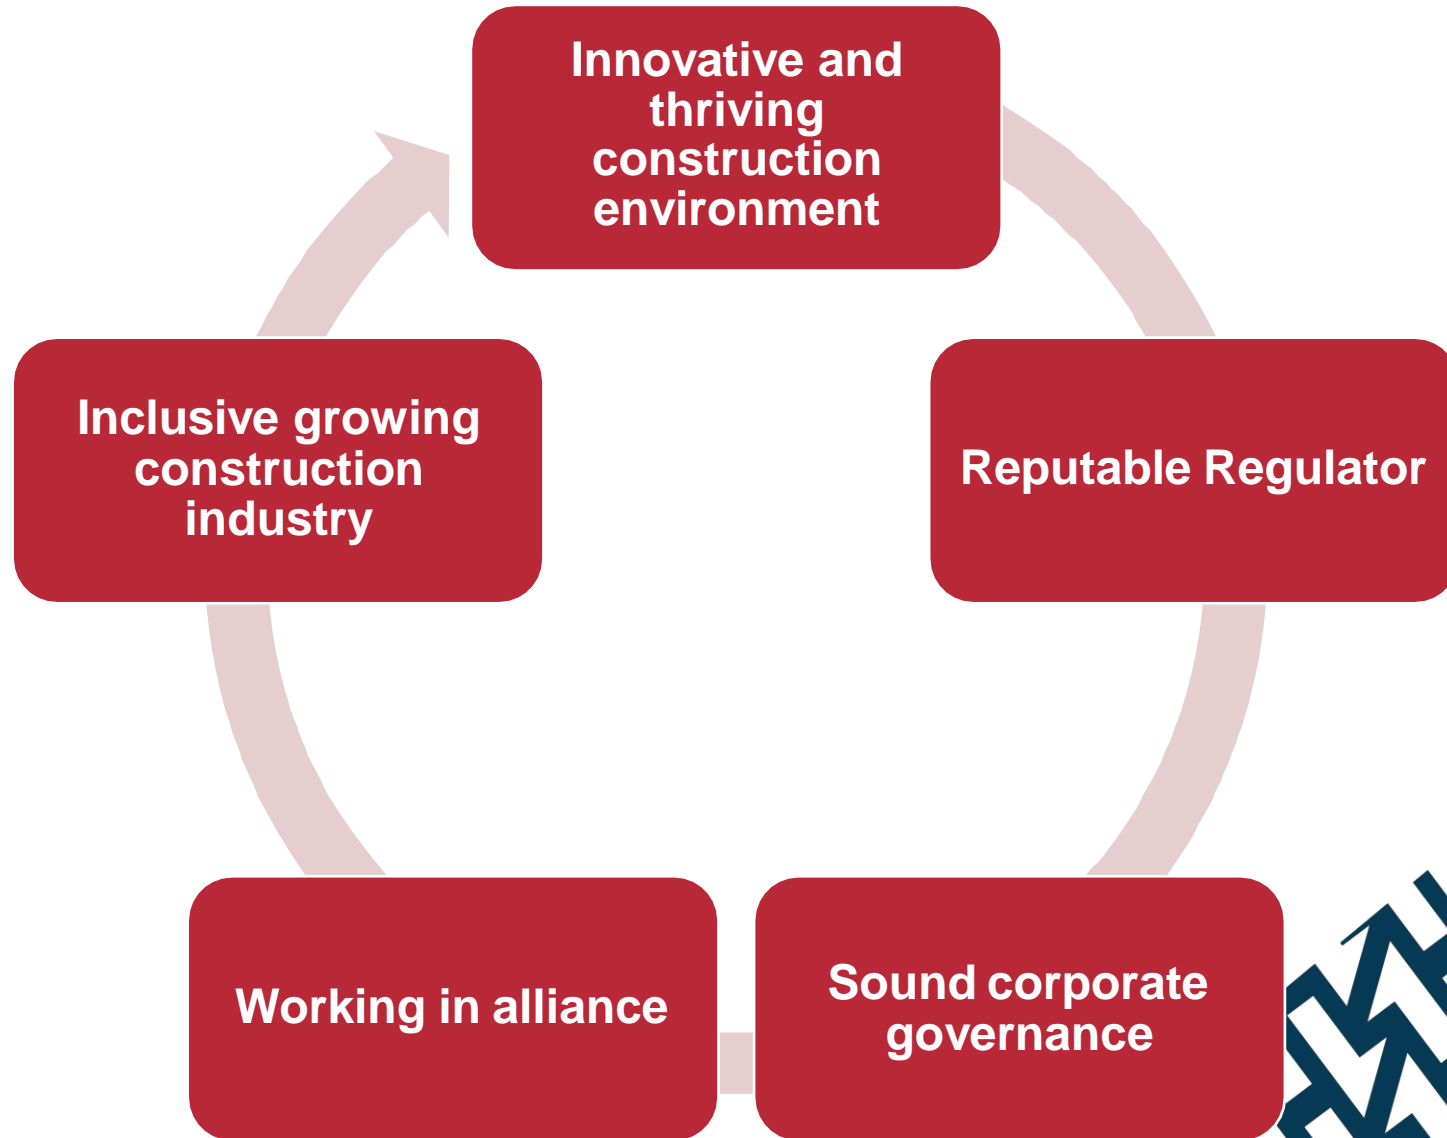 Innovative and
thriving
construction
environment
Reputable Regulator
Sound corporate
governance
Working in alliance
Inclusive growing
construction
industry